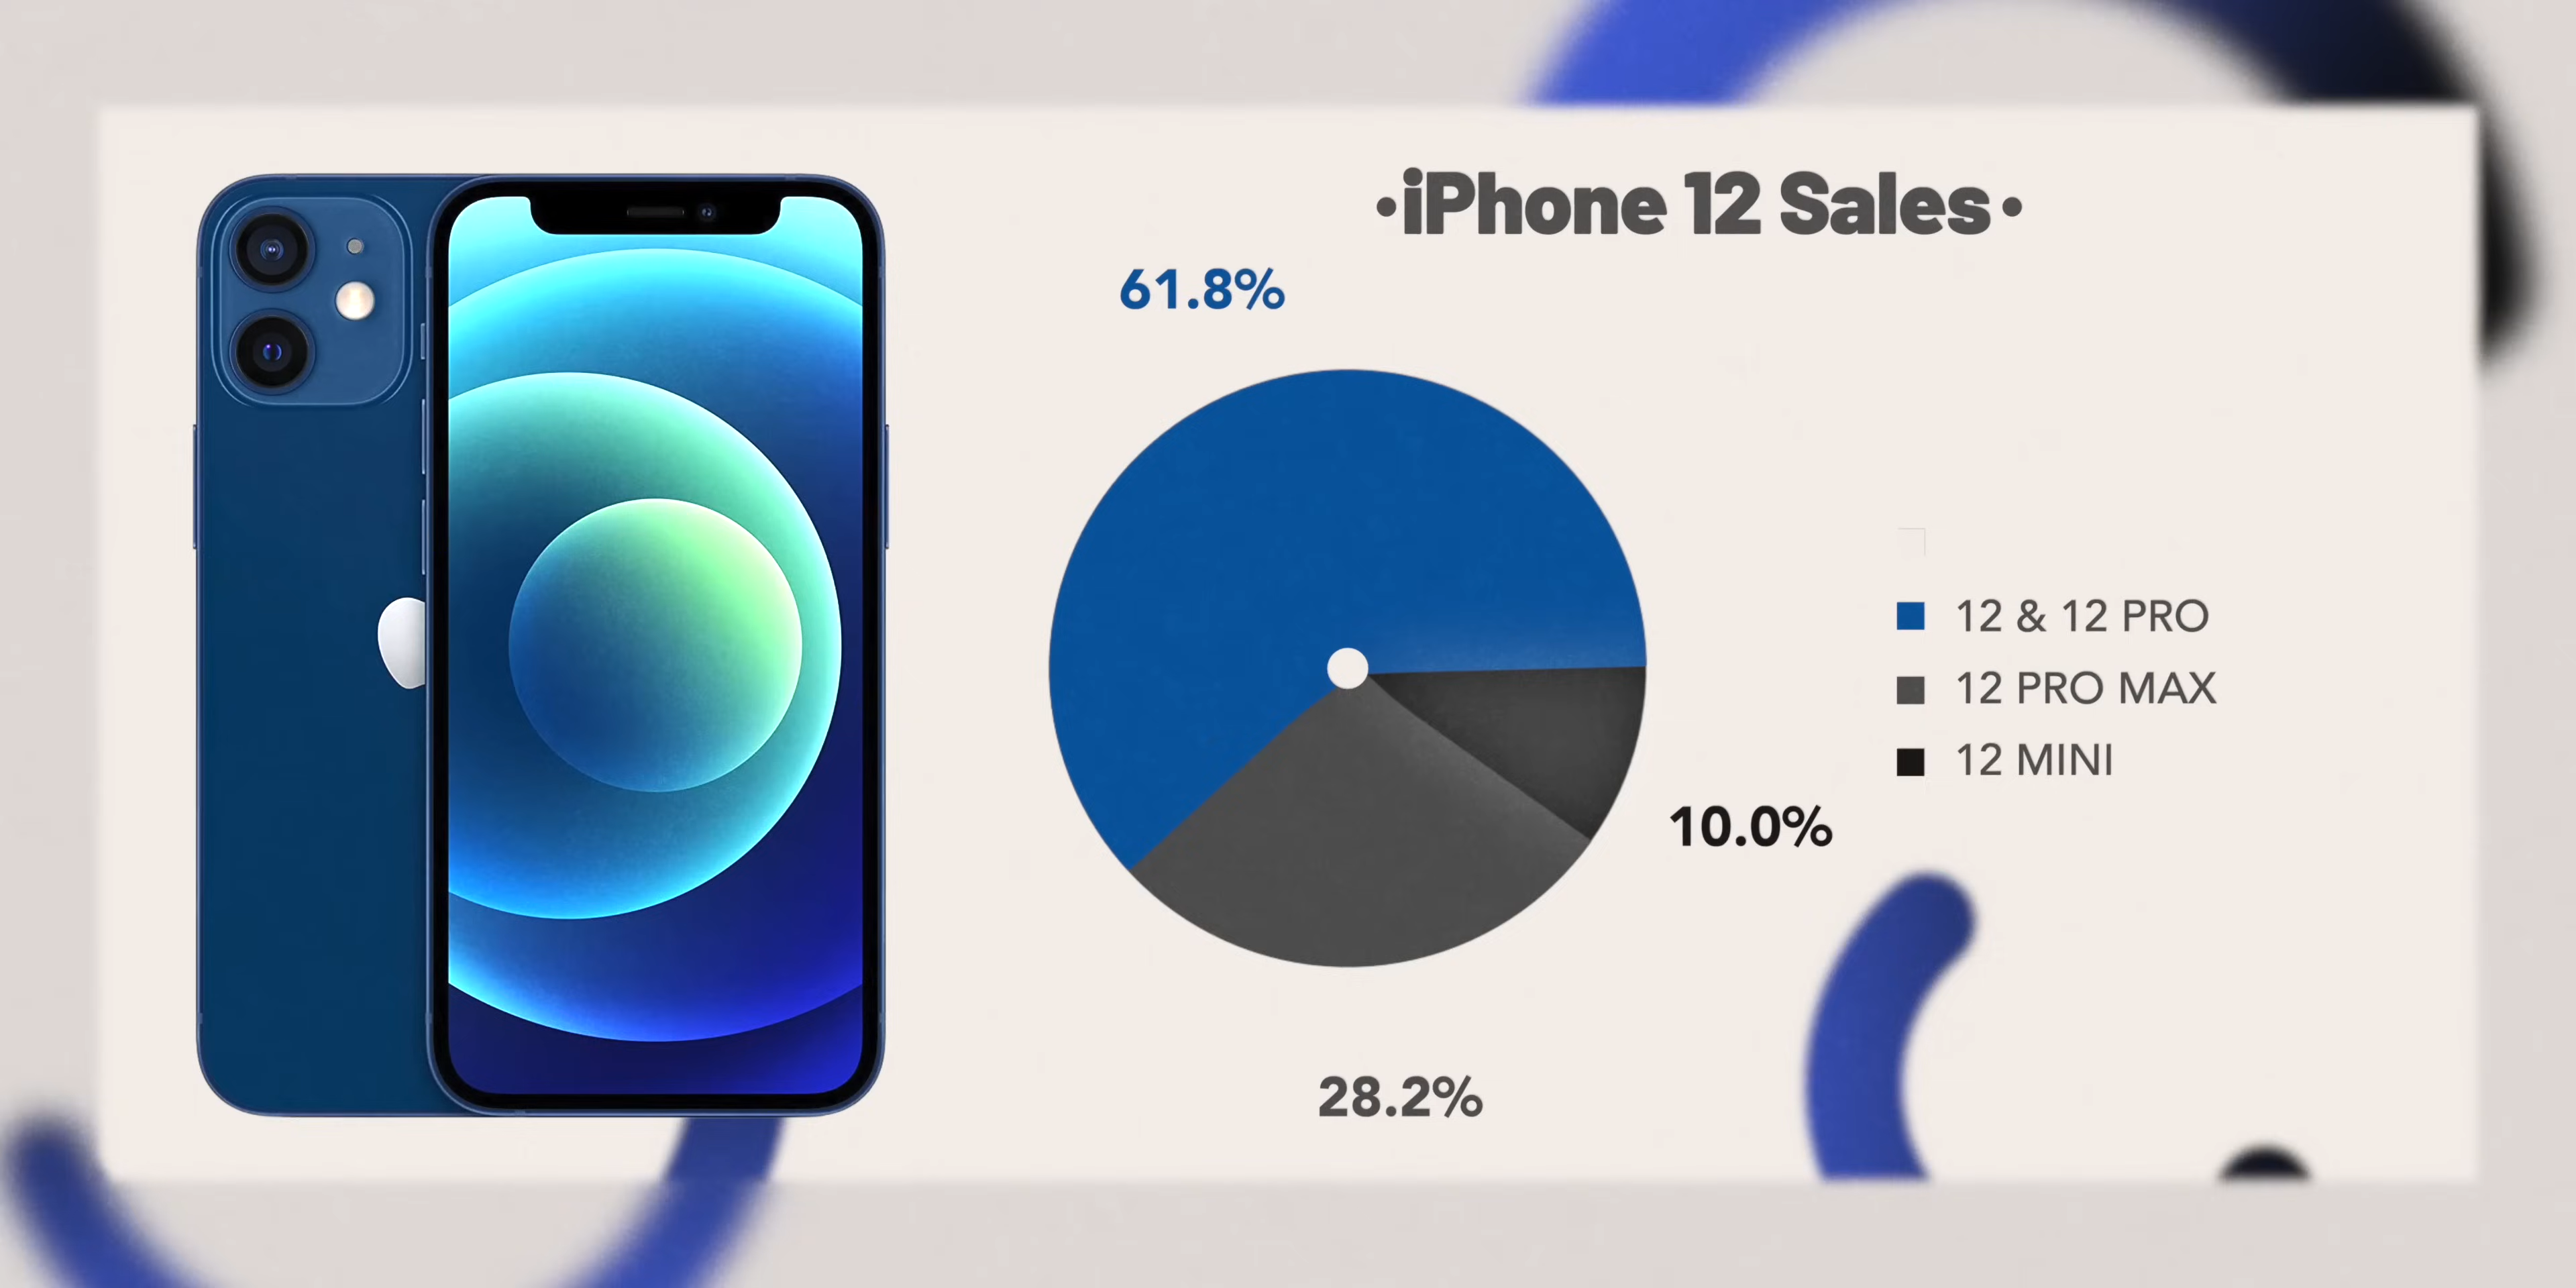 •iPhone 12 Sales•
61.8%
12 & 12 PRO
12 PRO MAX
12 MINI
10.0%
28.2%